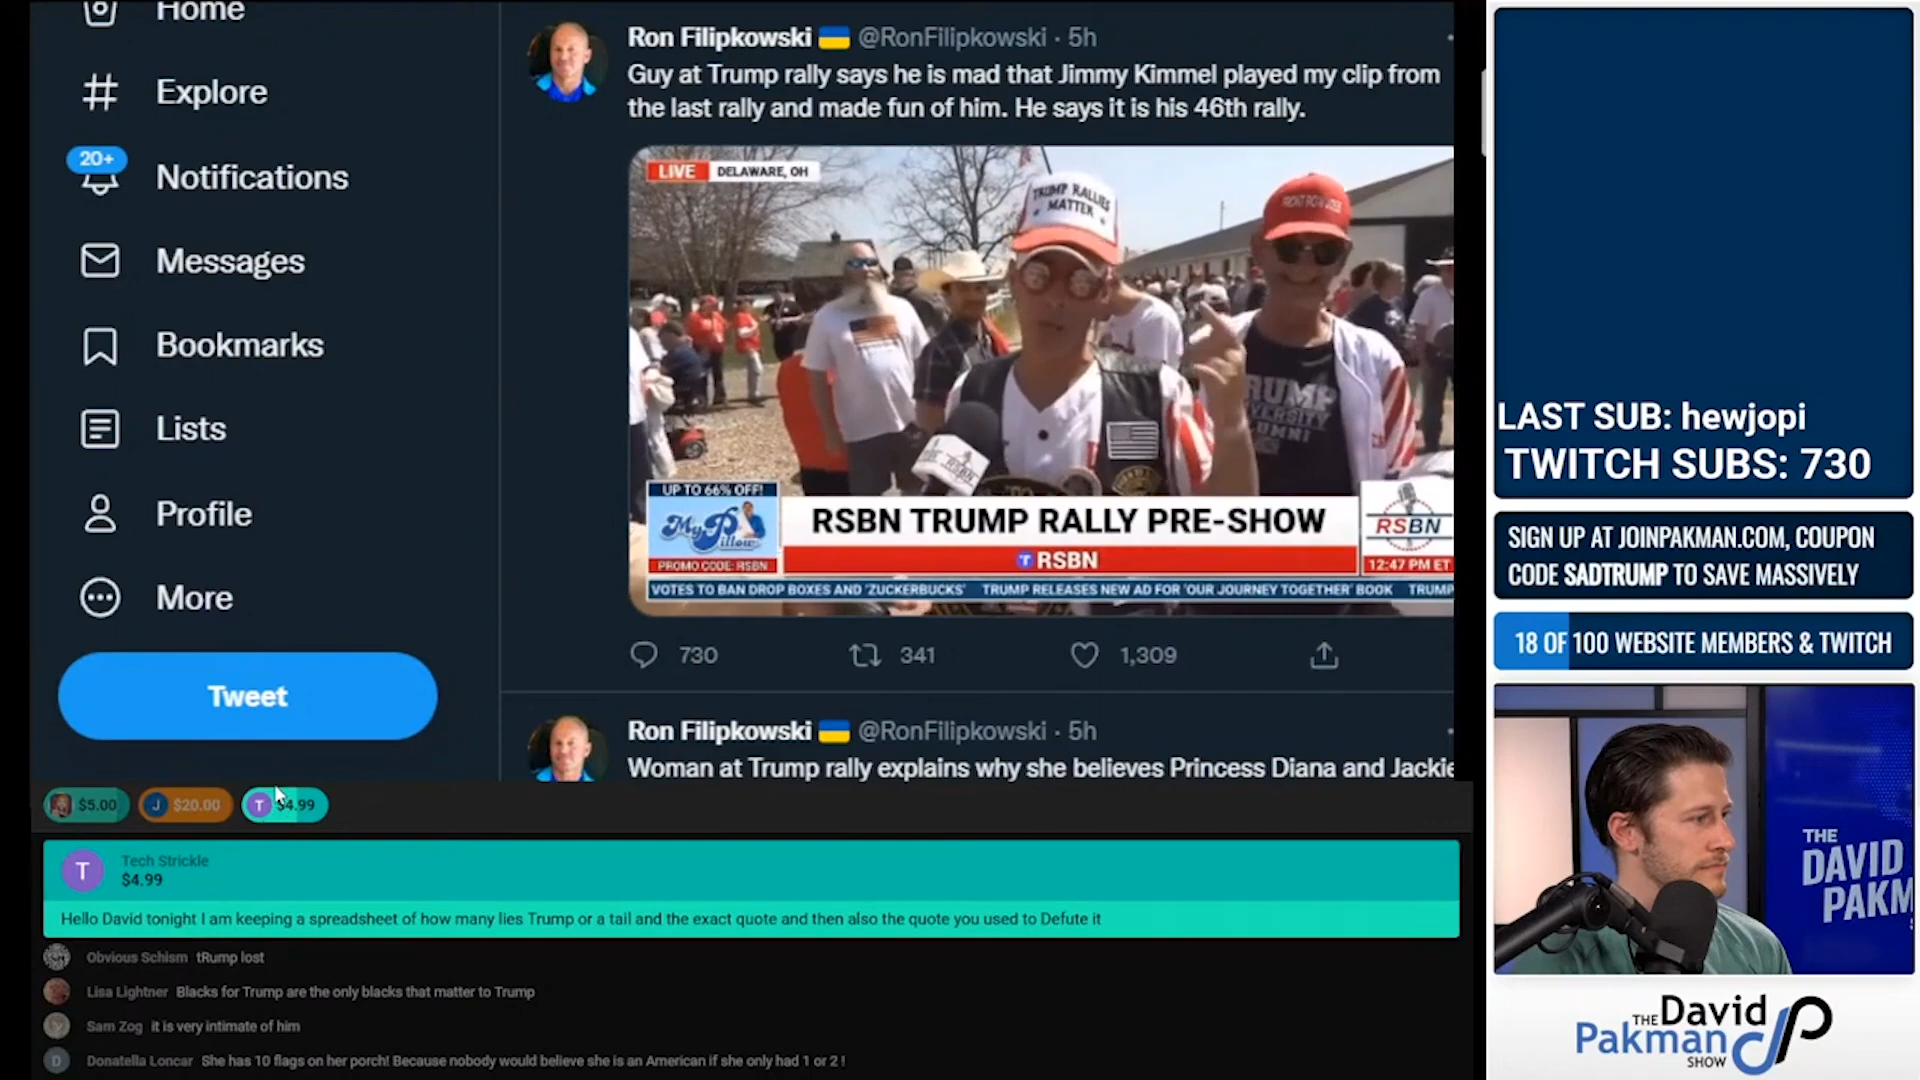 Home
Explore
20+
Notifications
Messages
Bookmarks
Lists
Profile
More
Tweet
Ron Filipkowski @RonFilipkowski · 5h
Guy at Trump rally says he is mad that Jimmy Kimmel played my clip from
the last rally and made fun of him. He says it is his 46th rally.
LIVE DELAWARE, OH
TRUMP RALLIES
MATTER
TRUMP
UNIVERSITY
ALUMNI
RSBN
UP TO 66% OFF!
MyPillow
PROMO CODE: RSBN
RSBN TRUMP RALLY PRE-SHOW
RSBN
RSBN
12:47 PM ET
VOTES TO BAN DROP BOXES AND 'ZUCKERBUCKS' TRUMP RELEASES NEW AD FOR 'OUR JOURNEY TOGETHER' BOOK TRUMP
730 341 1,309
Ron Filipkowski @RonFilipkowski · 5h
Woman at Trump rally explains why she believes Princess Diana and Jackie
$5.00 J $20.00 T $4.99
T
Tech Strickle
$4.99
Hello David tonight I am keeping a spreadsheet of how many lies Trump or a tail and the exact quote and then also the quote you used to Defute it
Obvious Schism tRump lost
Lisa Lightner Blacks for Trump are the only blacks that matter to Trump
Sam Zog it is very intimate of him
D Donatella Loncar She has 10 flags on her porch! Because nobody would believe she is an American if she only had 1 or 2 !
LAST SUB: hewjopi
TWITCH SUBS: 730
SIGN UP AT JOINPAKMAN.COM, COUPON
CODE SADTRUMP TO SAVE MASSIVELY
18 OF 100 WEBSITE MEMBERS & TWITCH
THE
DAVID
PAKM
THE David
Pakman
SHOW